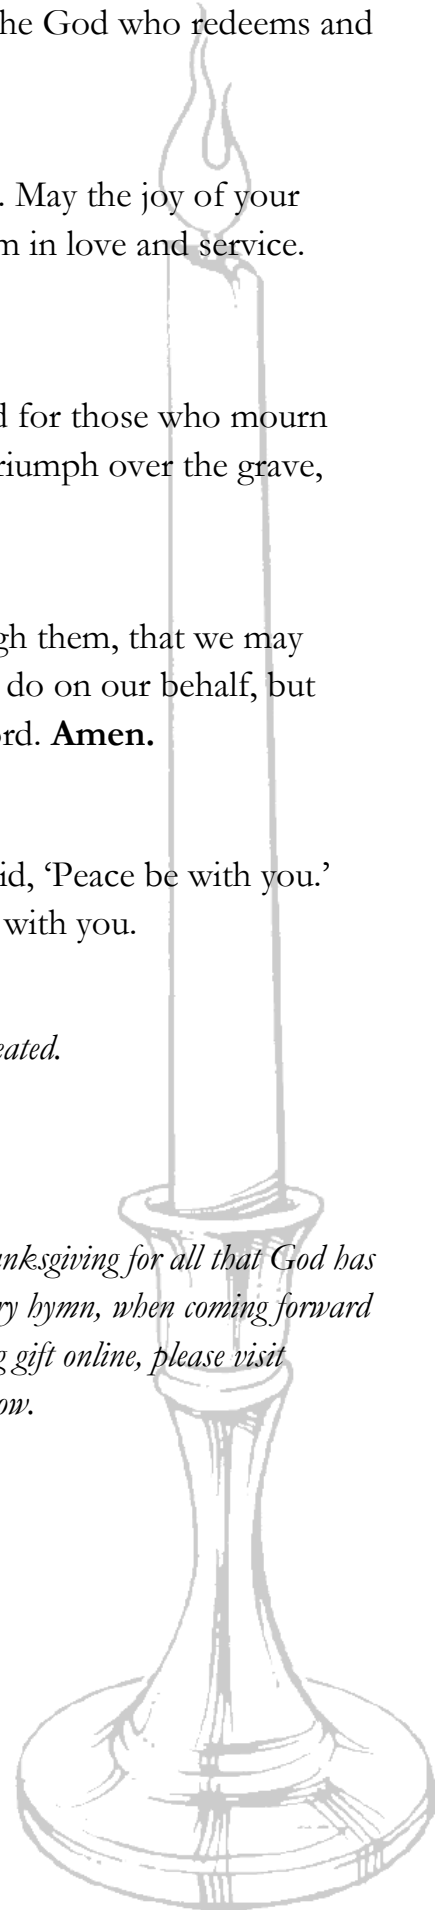 he God who redeems and
. May the joy of your
m in love and service.
d for those who mourn
riumph over the grave,
gh them, that we may
do on our behalf, but
ord. Amen.
id, ‘Peace be with you.’
with you.
eated.
anksgiving for all that God has
ry hymn, when coming forward
g gift online, please visit
ow.